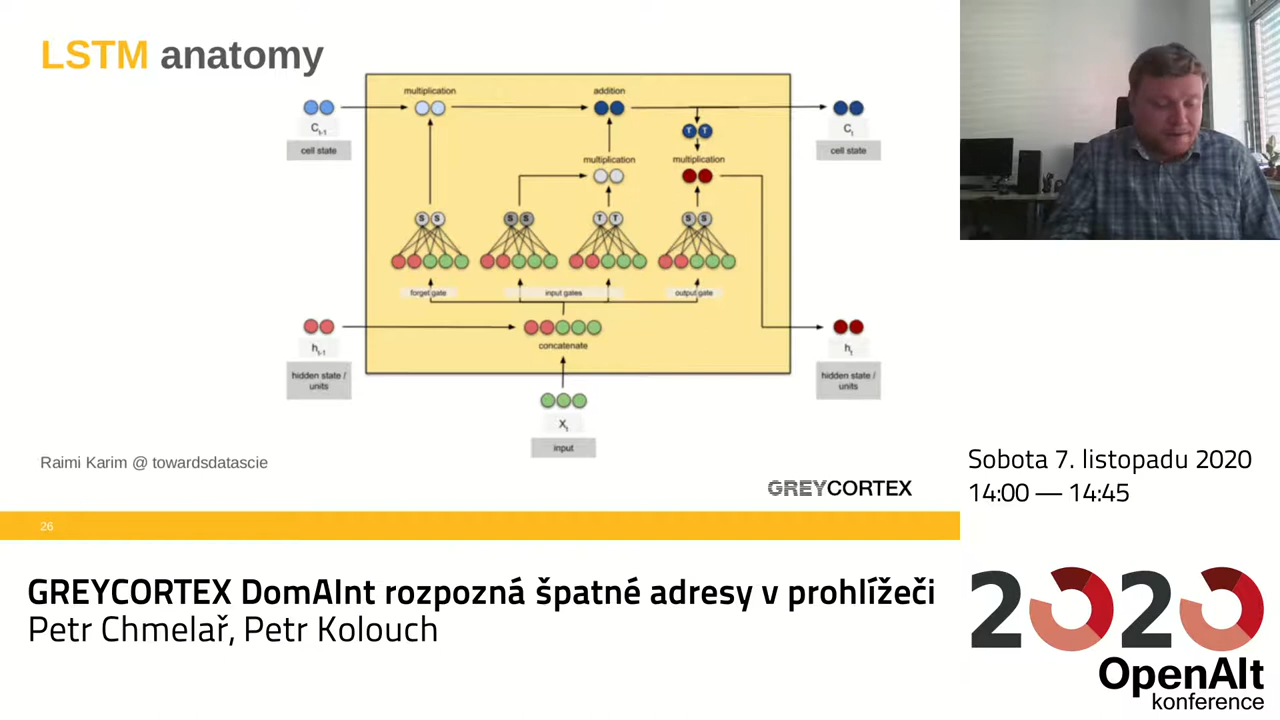 LSTM anatomy
multiplication
addition
C t-1
cell state
T T
C t
cell state
multiplication
multiplication
S S
S S
T T
S S
forget gate
input gates
output gate
h t-1
hidden state / units
concatenate
h t
hidden state / units
X t
input
Raimi Karim @ towardsdatascie
GREYCORTEX
26
Sobota 7. listopadu 2020
14:00 — 14:45
GREYCORTEX DomAInt rozpozná špatné adresy v prohlížeči
Petr Chmelař, Petr Kolouch
2020
OpenAlt
konference